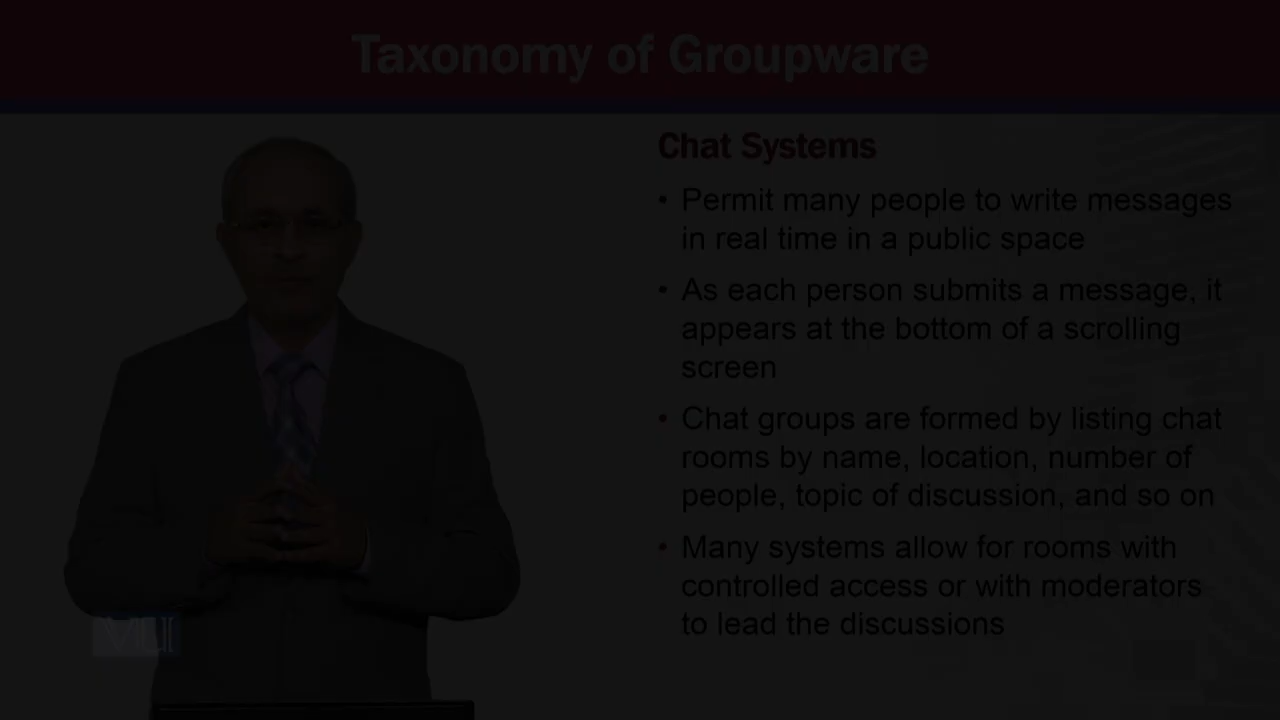 Taxonomy of Groupware
Chat Systems
• Permit many people to write messages
in real time in a public space
• As each person submits a message, it
appears at the bottom of a scrolling
screen
• Chat groups are formed by listing chat
rooms by name, location, number of
people, topic of discussion, and so on
• Many systems allow for rooms with
controlled access or with moderators
to lead the discussions
VU